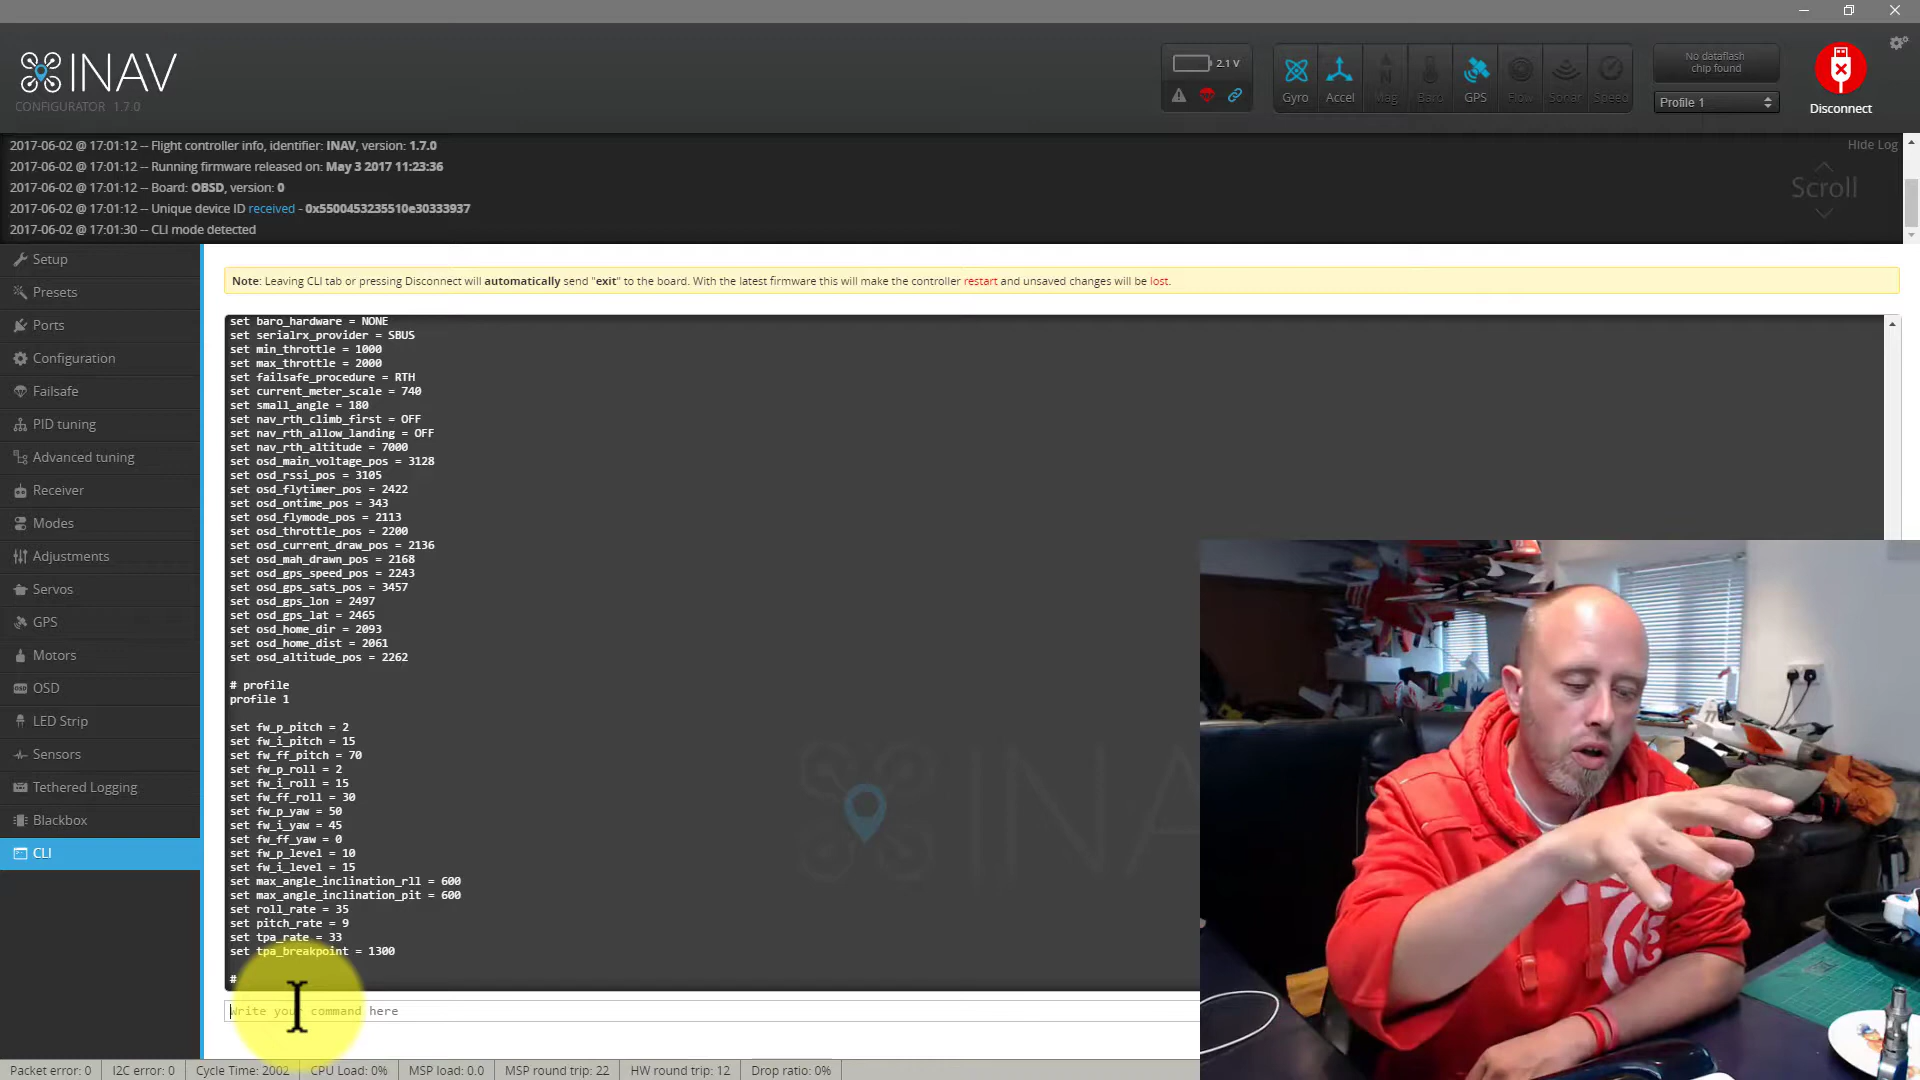 INAV
CONFIGURATOR 1.7.0
2.1 V
Gyro
Accel
Mag
Baro
GPS
Flow
Sonar
Speed
No dataflash
chip found
Profile 1
Disconnect
2017-06-02 @ 17:01:12 -- Flight controller info, identifier: INAV, version: 1.7.0
Hide Log
2017-06-02 @ 17:01:12 -- Running firmware released on: May 3 2017 11:23:36
2017-06-02 @ 17:01:12 -- Board: OBSD, version: 0
Scroll
2017-06-02 @ 17:01:12 -- Unique device ID received - 0x5500453235510e30333937
2017-06-02 @ 17:01:30 -- CLI mode detected
Setup
Presets
Ports
Configuration
Failsafe
PID tuning
Advanced tuning
Receiver
Modes
Adjustments
Servos
GPS
Motors
OSD
LED Strip
Sensors
Tethered Logging
Blackbox
CLI
Note: Leaving CLI tab or pressing Disconnect will automatically send "exit" to the board. With the latest firmware this will make the controller restart and unsaved changes will be lost.
set baro_hardware = NONE
set serialrx_provider = SBUS
set min_throttle = 1000
set max_throttle = 2000
set failsafe_procedure = RTH
set current_meter_scale = 740
set small_angle = 180
set nav_rth_climb_first = OFF
set nav_rth_allow_landing = OFF
set nav_rth_altitude = 7000
set osd_main_voltage_pos = 3128
set osd_rssi_pos = 3105
set osd_flytimer_pos = 2422
set osd_ontime_pos = 343
set osd_flymode_pos = 2113
set osd_throttle_pos = 2200
set osd_current_draw_pos = 2136
set osd_mah_drawn_pos = 2168
set osd_gps_speed_pos = 2243
set osd_gps_sats_pos = 3457
set osd_gps_lon = 2497
set osd_gps_lat = 2465
set osd_home_dir = 2093
set osd_home_dist = 2061
set osd_altitude_pos = 2262
# profile
profile 1
set fw_p_pitch = 2
set fw_i_pitch = 15
set fw_ff_pitch = 70
set fw_p_roll = 2
set fw_i_roll = 15
set fw_ff_roll = 30
set fw_p_yaw = 50
set fw_i_yaw = 45
set fw_ff_yaw = 0
set fw_p_level = 10
set fw_i_level = 15
set max_angle_inclination_rll = 600
set max_angle_inclination_pit = 600
set roll_rate = 35
set pitch_rate = 9
set tpa_rate = 33
set tpa_breakpoint = 1300
#
Write your command here
Packet error: 0
I2C error: 0
Cycle Time: 2002
CPU Load: 0%
MSP load: 0.0
MSP round trip: 22
HW round trip: 12
Drop ratio: 0%